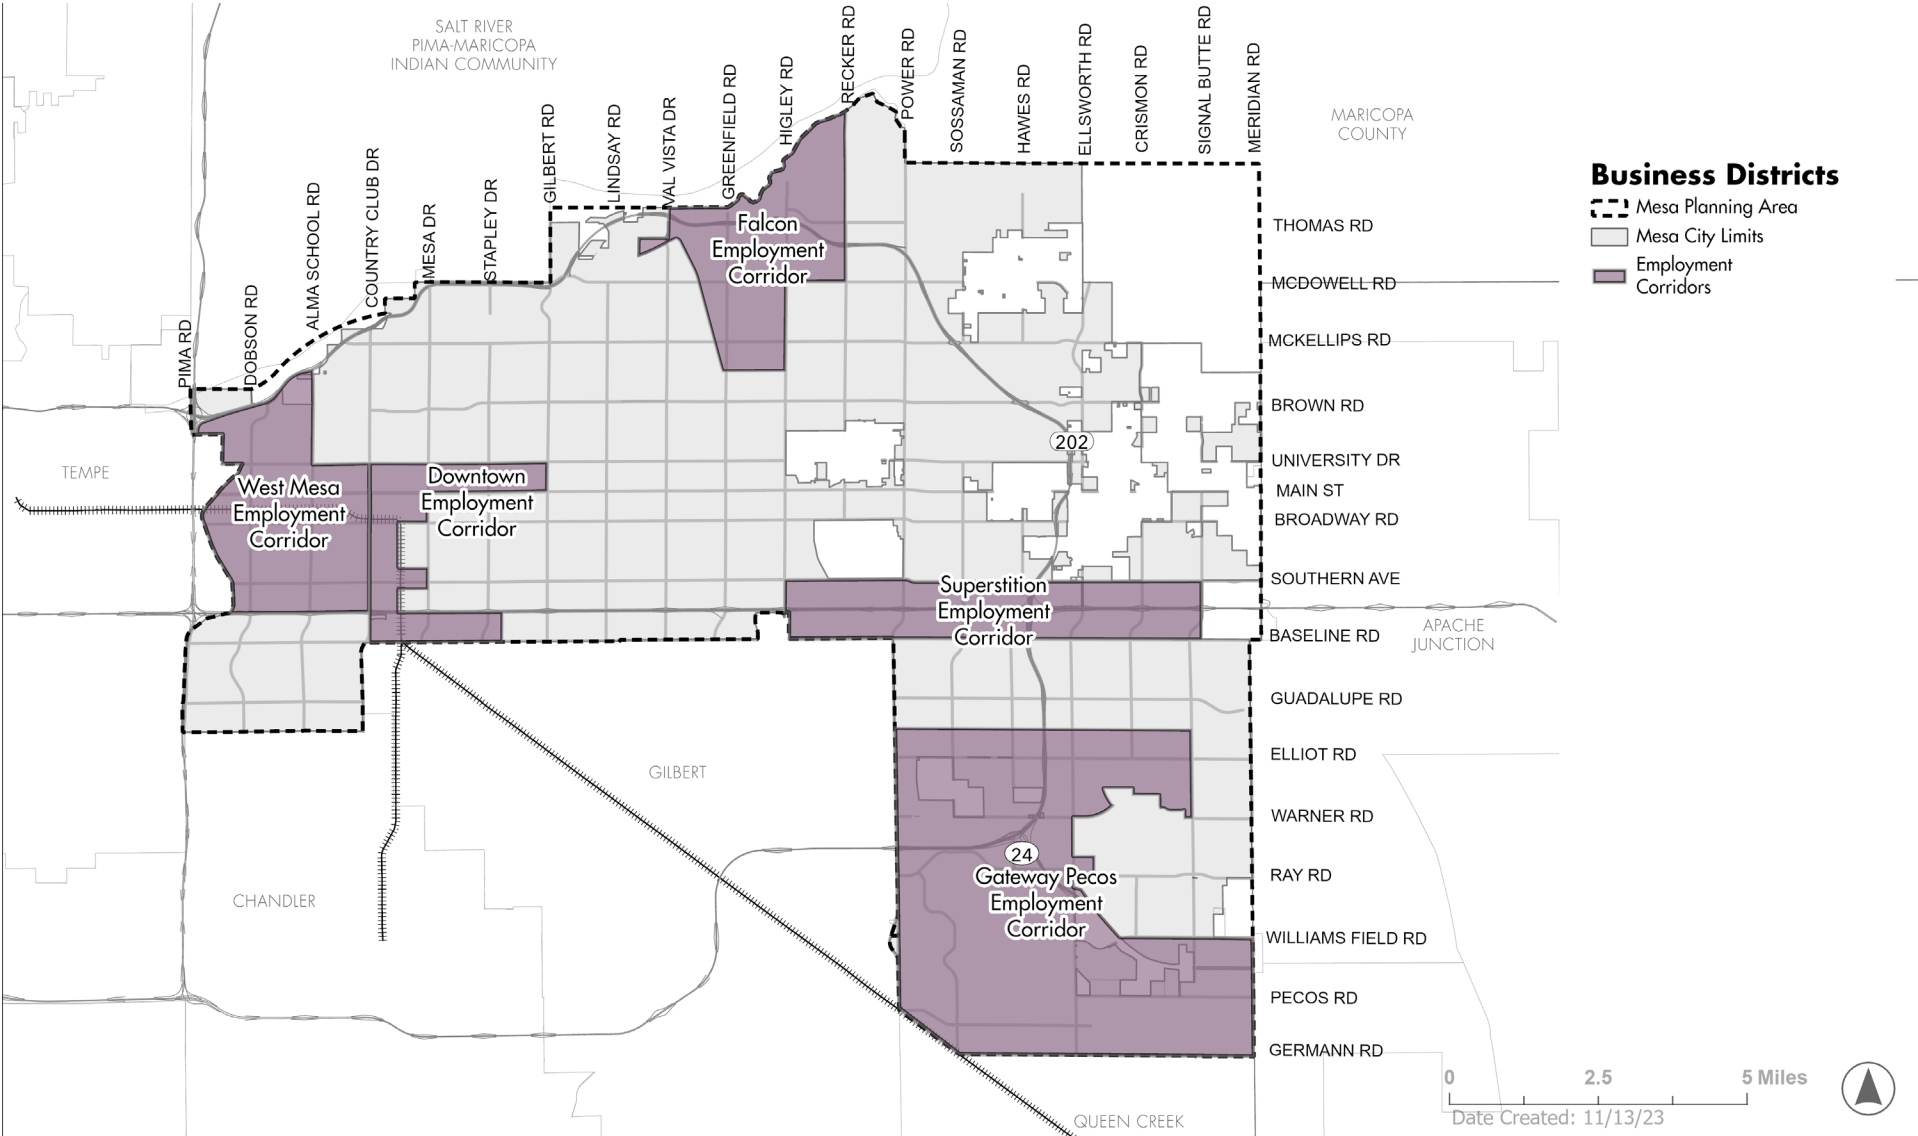 SALT RIVER
PIMA-MARICOPA
INDIAN COMMUNITY
PIMA RD
DOBSON RD
ALMA SCHOOL RD
COUNTRY CLUB DR
MESA DR
STAPLEY DR
GILBERT RD
LINDSAY RD
VAL VISTA DR
GREENFIELD RD
HIGLEY RD
RECKER RD
POWER RD
SOSSAMAN RD
HAWES RD
ELLSWORTH RD
CRISMON RD
SIGNAL BUTTE RD
MERIDIAN RD
MARICOPA
COUNTY
Business Districts
Mesa Planning Area
Mesa City Limits
Employment
Corridors
THOMAS RD
MCDOWELL RD
MCKELLIPS RD
BROWN RD
UNIVERSITY DR
MAIN ST
BROADWAY RD
SOUTHERN AVE
BASELINE RD
GUADALUPE RD
ELLIOT RD
WARNER RD
RAY RD
WILLIAMS FIELD RD
PECOS RD
GERMANN RD
Falcon
Employment
Corridor
202
TEMPE
West Mesa
Employment
Corridor
Downtown
Employment
Corridor
Superstition
Employment
Corridor
APACHE
JUNCTION
GILBERT
CHANDLER
24
Gateway Pecos
Employment
Corridor
QUEEN CREEK
0 2.5 5 Miles
Date Created: 11/13/23